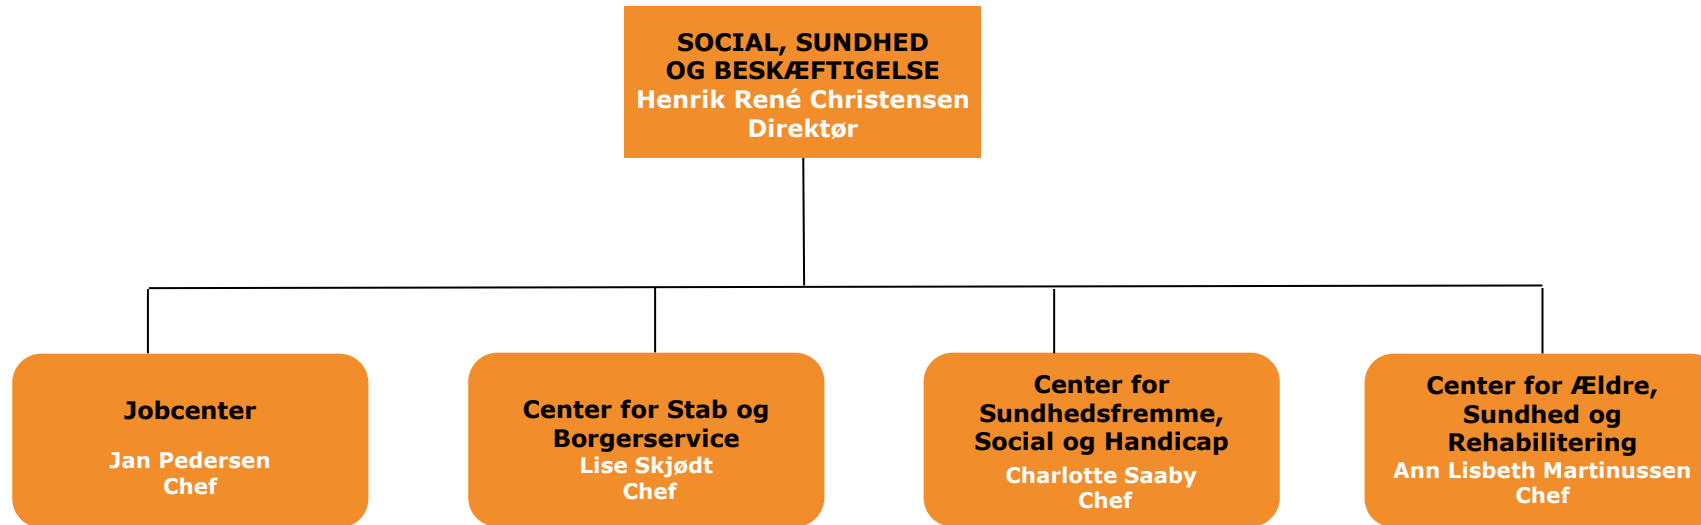 SOCIAL, SUNDHED
OG BESKÆFTIGELSE
Henrik René Christensen
Direktør
Jobcenter
Jan Pedersen
Chef
Center for Stab og
Borgerservice
Lise Skjødt
Chef
Center for
Sundhedsfremme,
Social og Handicap
Charlotte Saaby
Chef
Center for Ældre,
Sundhed og
Rehabilitering
Ann Lisbeth Martinussen
Chef